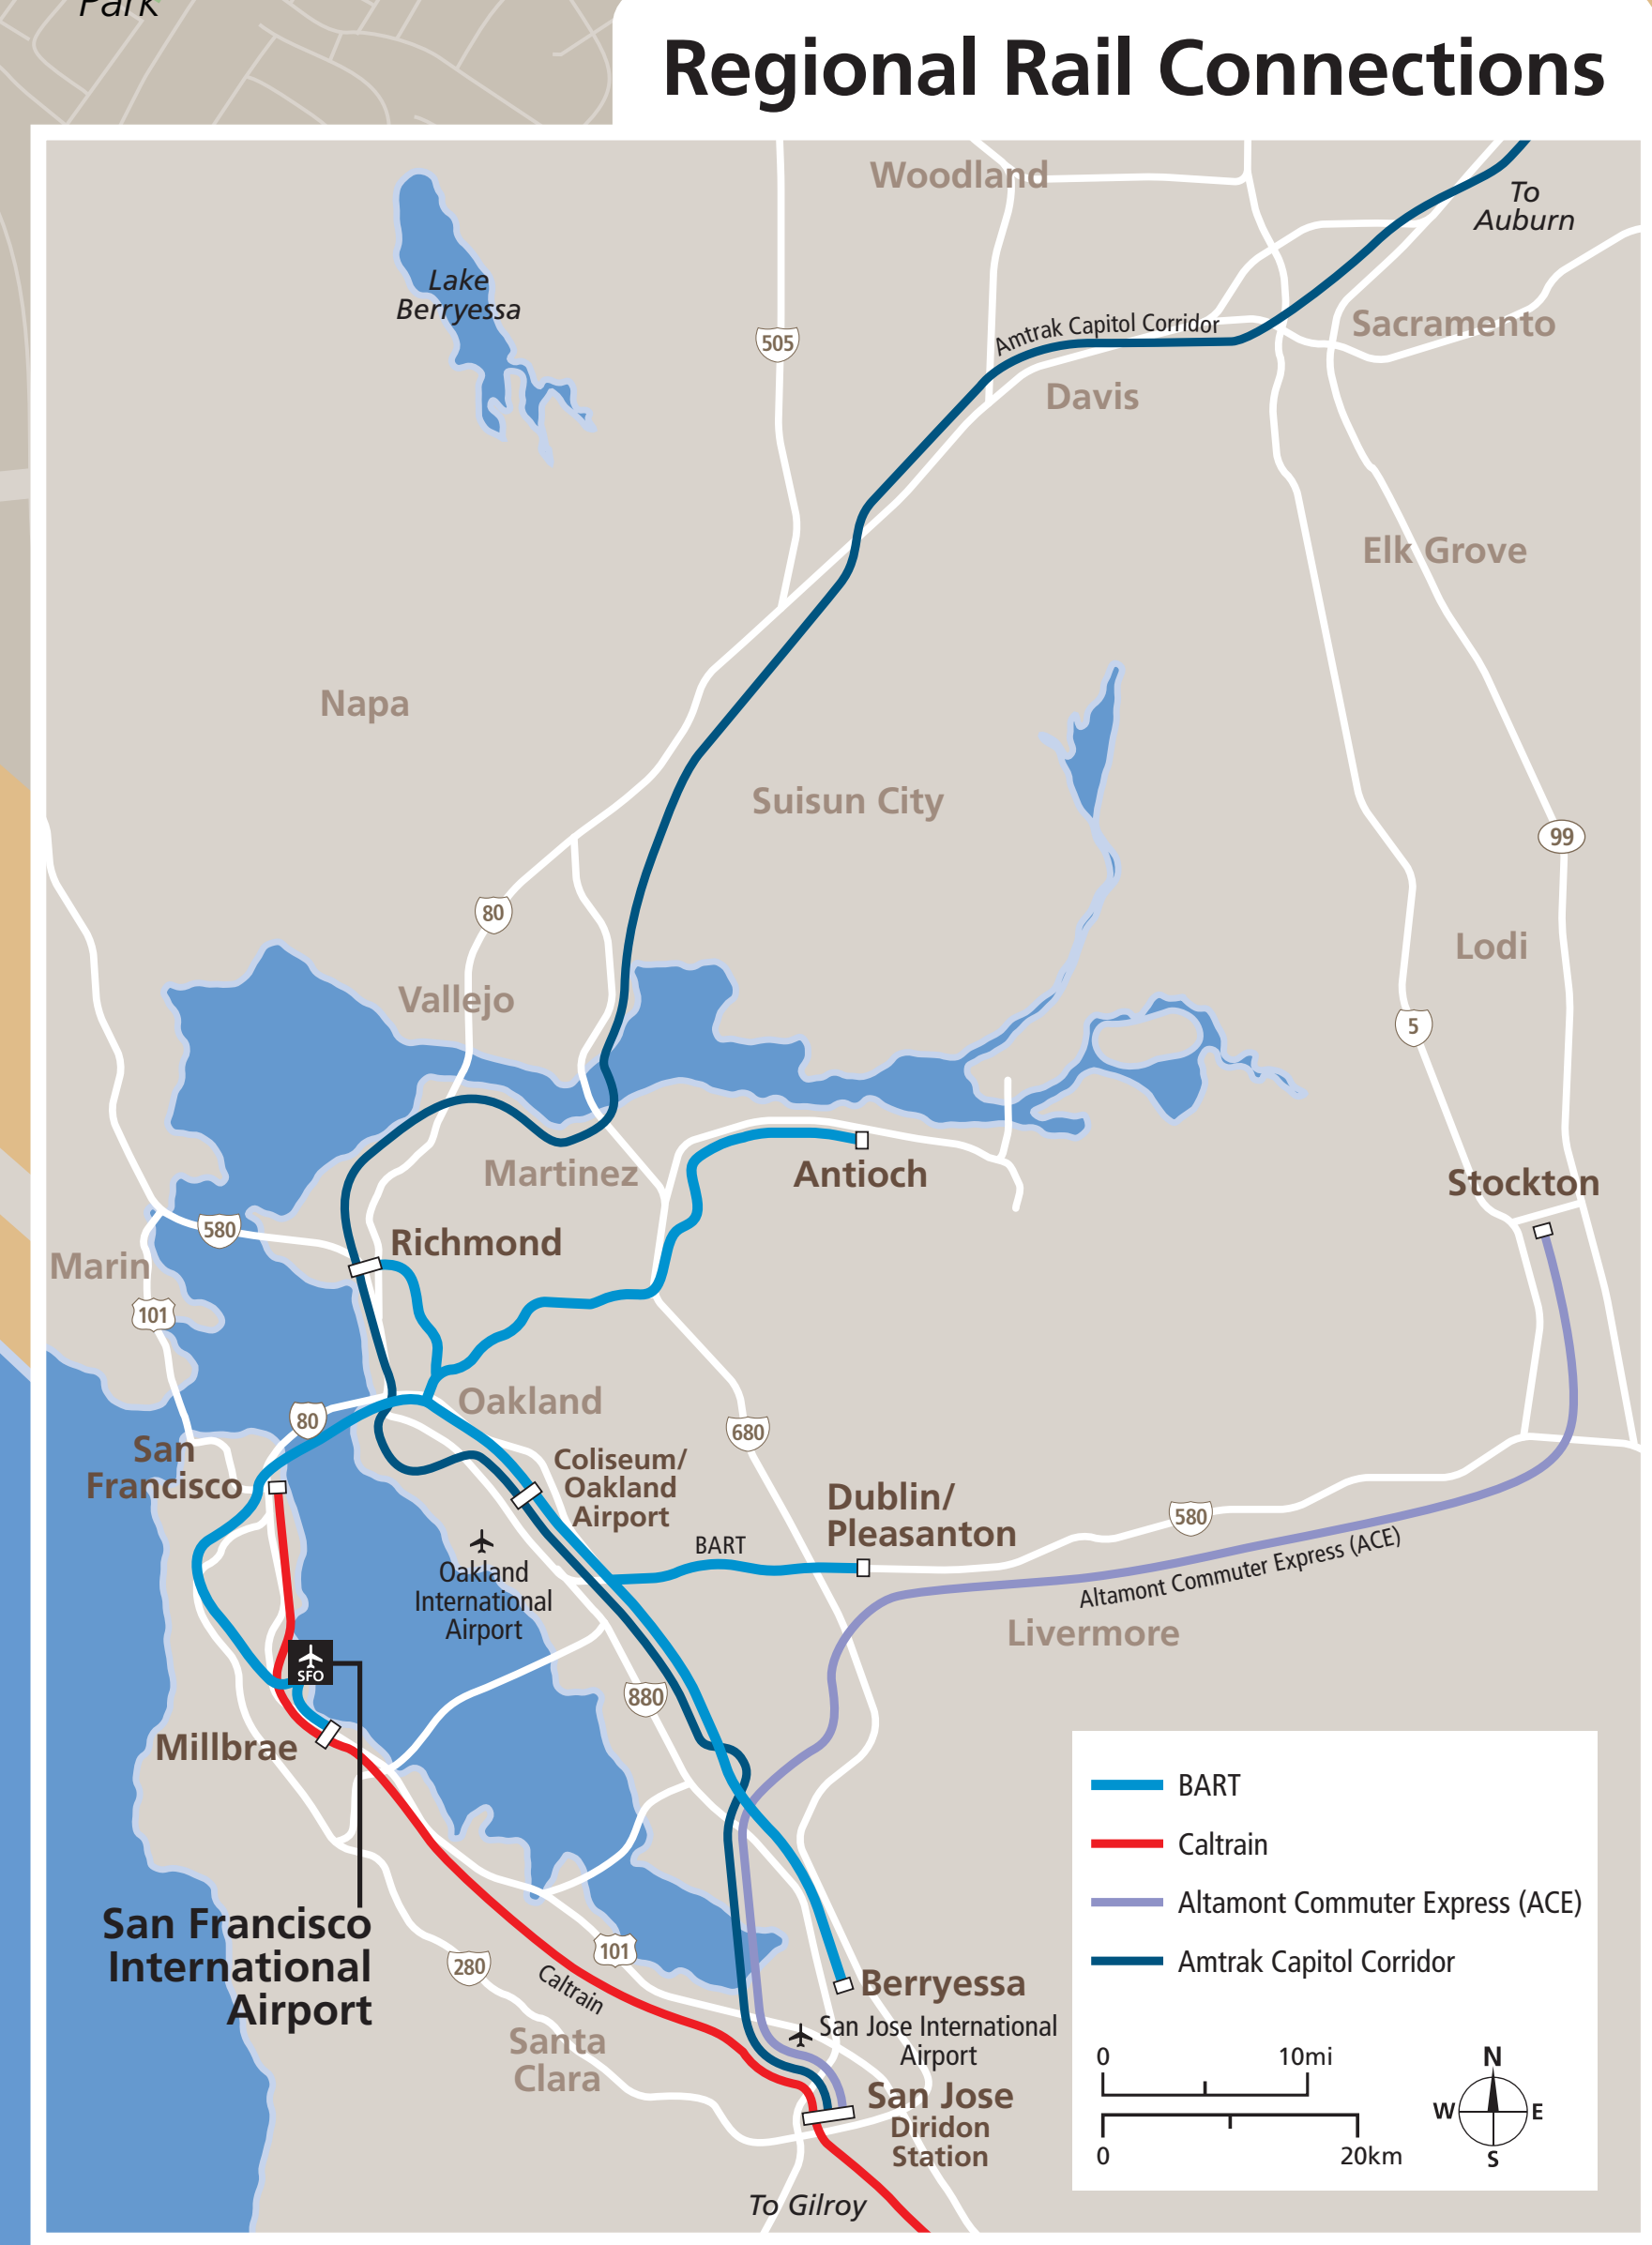 Park
Regional Rail Connections
Woodland
To
Auburn
Lake
Berryessa
505
Amtrak Capitol Corridor
Sacramento
Davis
Elk Grove
Napa
Suisun City
99
80
Lodi
Vallejo
5
Martinez
Antioch
Stockton
580
Richmond
Marin
101
Oakland
80
680
San
Francisco
Coliseum/
Oakland
Airport
Dublin/
Pleasanton
580
BART
Oakland
International
Airport
Altamont Commuter Express (ACE)
Livermore
SFO
880
Millbrae
BART
Caltrain
Altamont Commuter Express (ACE)
Amtrak Capitol Corridor
San Francisco
International
Airport
101
280
Caltrain
Berryessa
San Jose International
Airport
Santa
Clara
San Jose
Diridon
Station
To Gilroy
0 10mi
0 20km
N
W E
S